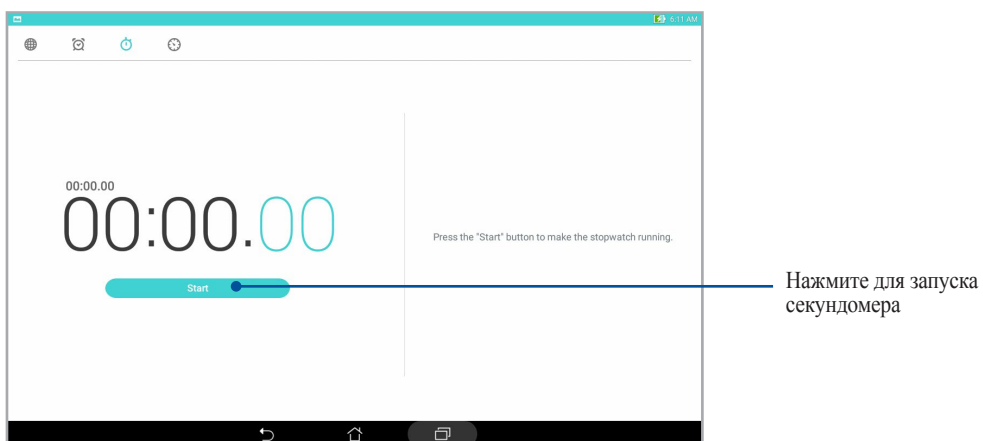 6:11 AM
00:00.00
00:00.00
Press the "Start" button to make the stopwatch running.
Start
Нажмите для запуска
секундомера